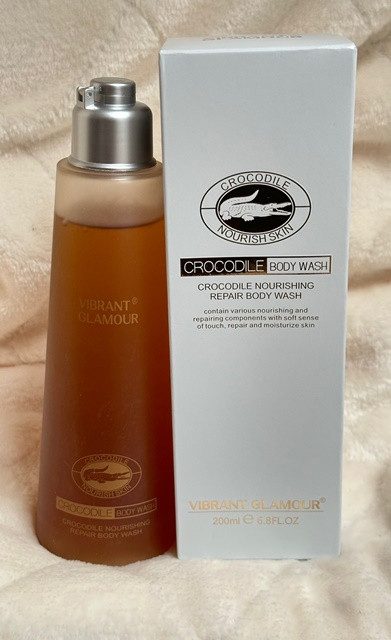 VIBRANT®
GLAMOUR
CROCODILE
NOURISH SKIN
CROCODILE BODY WASH
CROCODILE NOURISHING
REPAIR BODY WASH
CROCODILE
NOURISH SKIN
CROCODILE BODY WASH
CROCODILE NOURISHING
REPAIR BODY WASH
contain various nourishing and
repairing components with soft sense
of touch, repair and moisturize skin
VIBRANT GLAMOUR®
200ml ℮ 6.8FL.OZ